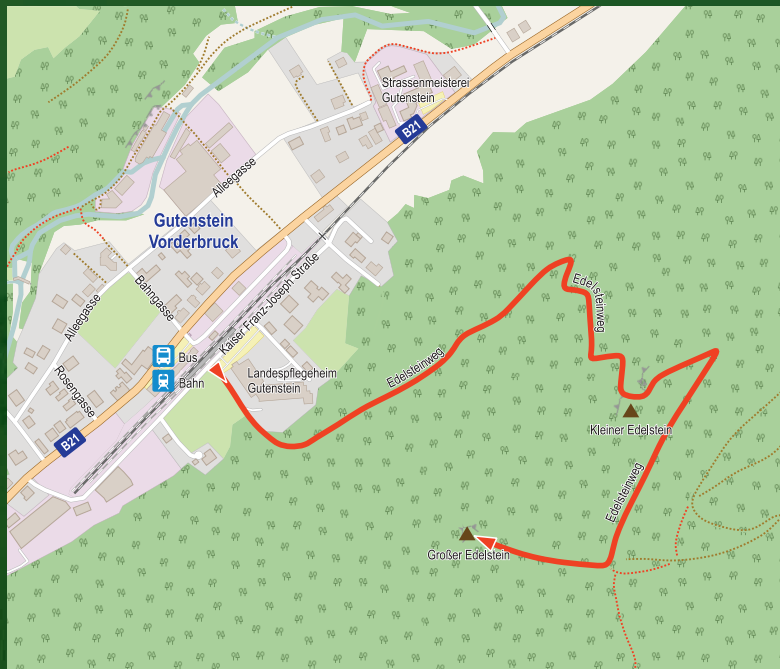 Strassenmeisterei
Gutenstein
B21
Alleegasse
Gutenstein
Vorderbruck
Kaiser Franz-Joseph Straße
Edelsteinweg
Bahngasse
Alleegasse
Bus
Bahn
Landespflegeheim
Gutenstein
Edelsteinweg
Rosengasse
Kleiner Edelstein
B21
Edelsteinweg
Großer Edelstein